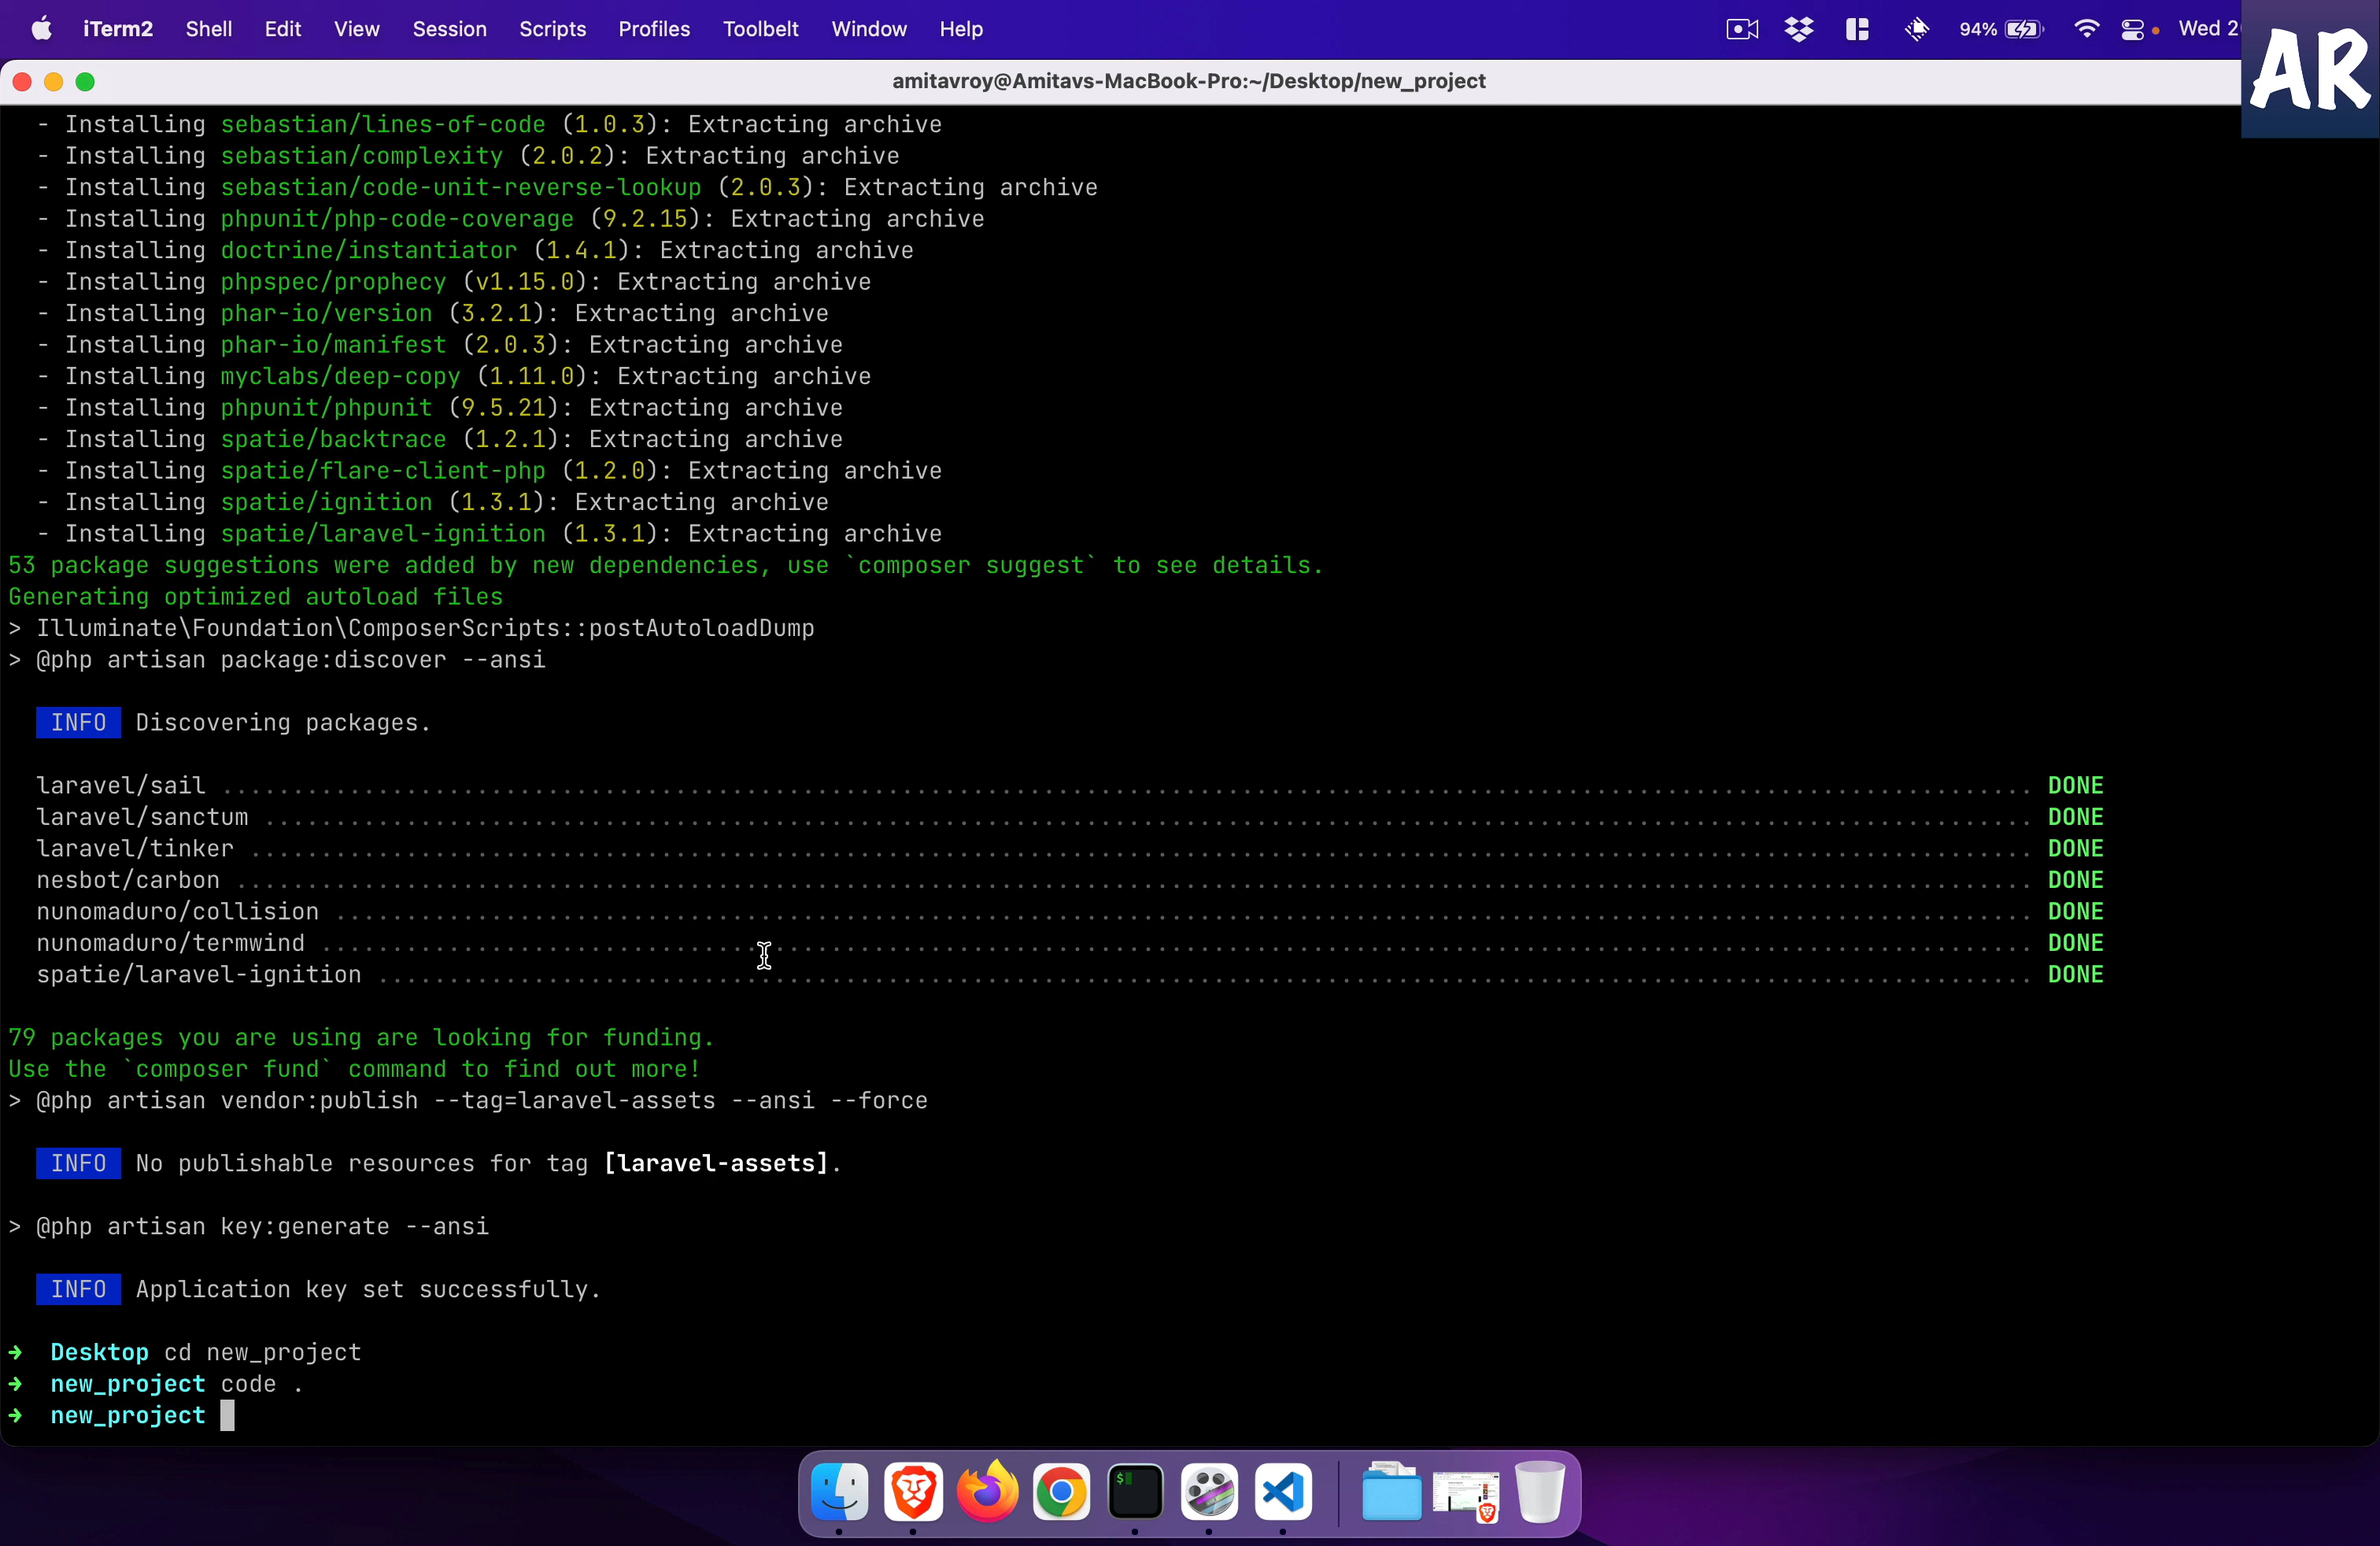 iTerm2 Shell Edit View Session Scripts Profiles Toolbelt Window Help 94% Wed 2
AR
amitavroy@Amitavs-MacBook-Pro:~/Desktop/new_project
- Installing sebastian/lines-of-code (1.0.3): Extracting archive
- Installing sebastian/complexity (2.0.2): Extracting archive
- Installing sebastian/code-unit-reverse-lookup (2.0.3): Extracting archive
- Installing phpunit/php-code-coverage (9.2.15): Extracting archive
- Installing doctrine/instantiator (1.4.1): Extracting archive
- Installing phpspec/prophecy (v1.15.0): Extracting archive
- Installing phar-io/version (3.2.1): Extracting archive
- Installing phar-io/manifest (2.0.3): Extracting archive
- Installing myclabs/deep-copy (1.11.0): Extracting archive
- Installing phpunit/phpunit (9.5.21): Extracting archive
- Installing spatie/backtrace (1.2.1): Extracting archive
- Installing spatie/flare-client-php (1.2.0): Extracting archive
- Installing spatie/ignition (1.3.1): Extracting archive
- Installing spatie/laravel-ignition (1.3.1): Extracting archive
53 package suggestions were added by new dependencies, use `composer suggest` to see details.
Generating optimized autoload files
> Illuminate\Foundation\ComposerScripts::postAutoloadDump
> @php artisan package:discover --ansi
INFO Discovering packages.
laravel/sail ........ DONE
laravel/sanctum ........ DONE
laravel/tinker ........ DONE
nesbot/carbon ........ DONE
nunomaduro/collision ........ DONE
nunomaduro/termwind ........ DONE
spatie/laravel-ignition ........ DONE
79 packages you are using are looking for funding.
Use the `composer fund` command to find out more!
> @php artisan vendor:publish --tag=laravel-assets --ansi --force
INFO No publishable resources for tag [laravel-assets].
> @php artisan key:generate --ansi
INFO Application key set successfully.
➜ Desktop cd new_project
➜ new_project code .
➜ new_project